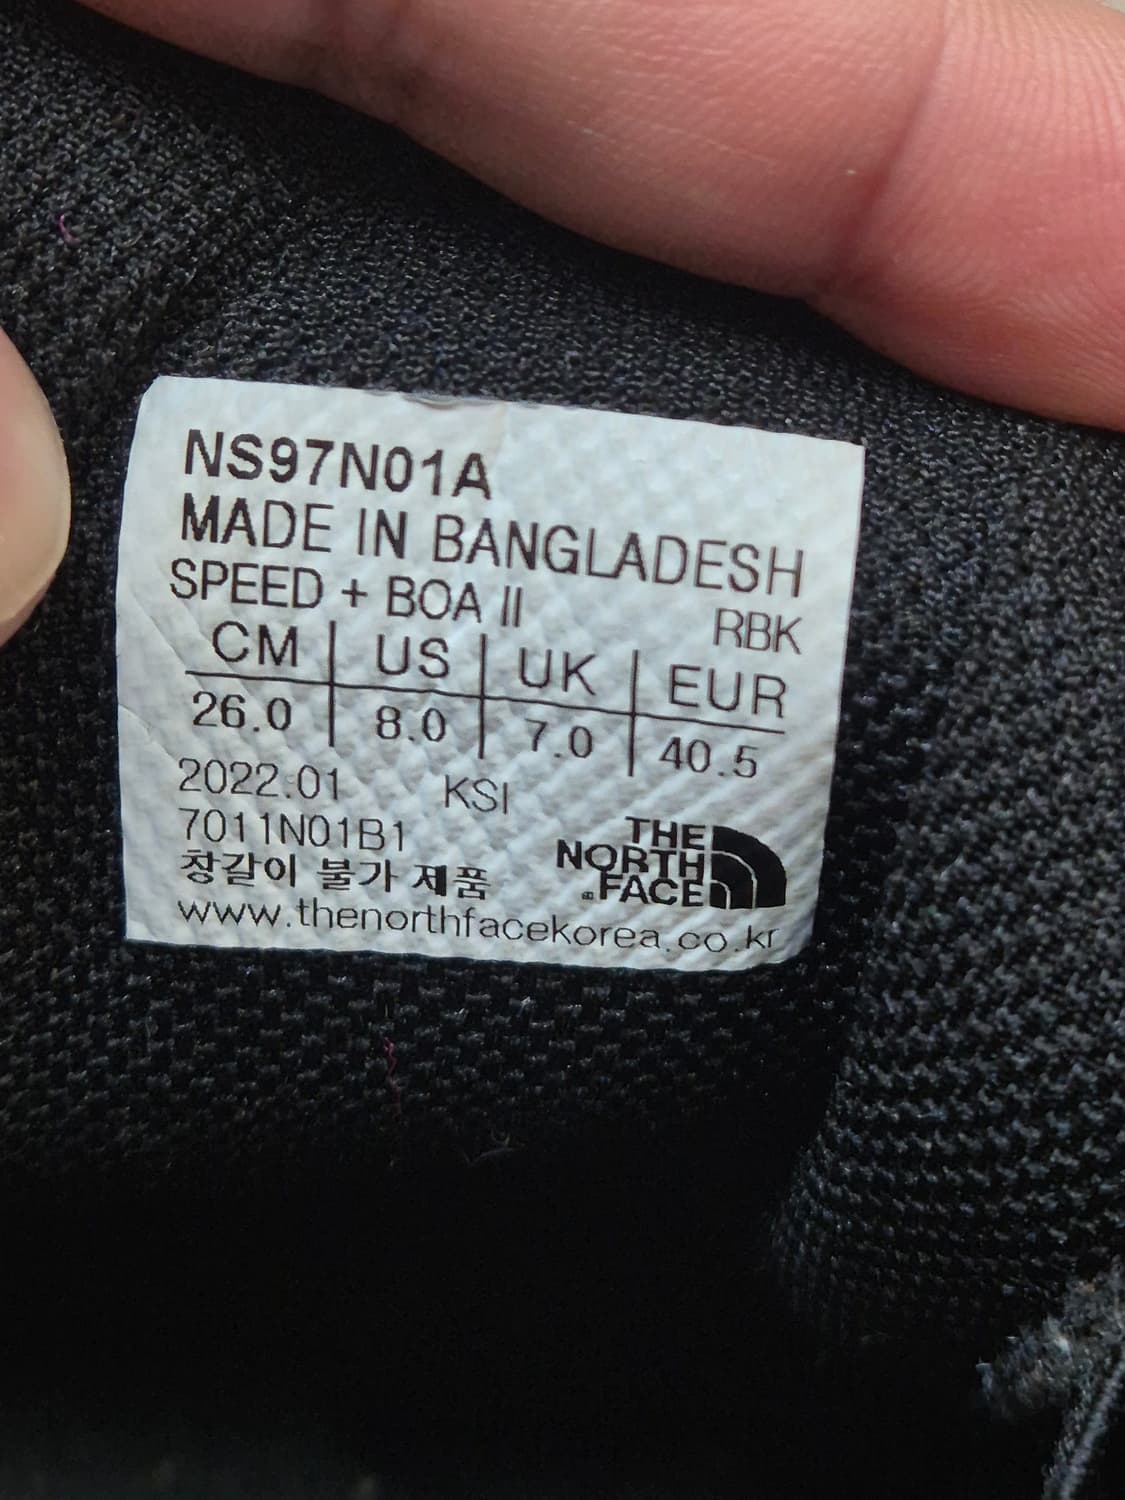 NS97N01A
MADE IN BANGLADESH
SPEED + BOA II
RBK
CM US UK EUR
26.0 8.0 7.0 40.5
2022.01 KSI
7011N01B1
창갈이 불가 제품
THE
NORTH
FACE
www.thenorthfacekorea.co.kr